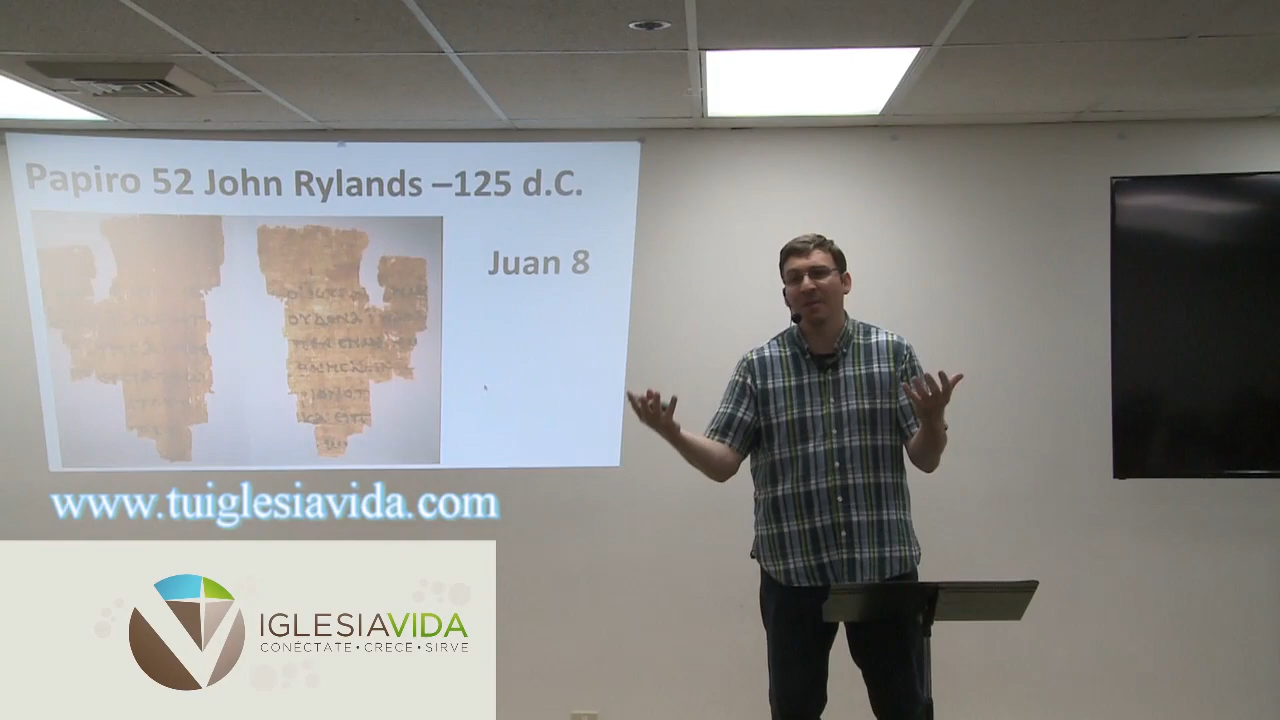 Papiro 52 John Rylands –125 d.C.
Juan 8
www.tuiglesiavida.com
IGLESIAVIDA
CONÉCTATE • CRECE • SIRVE